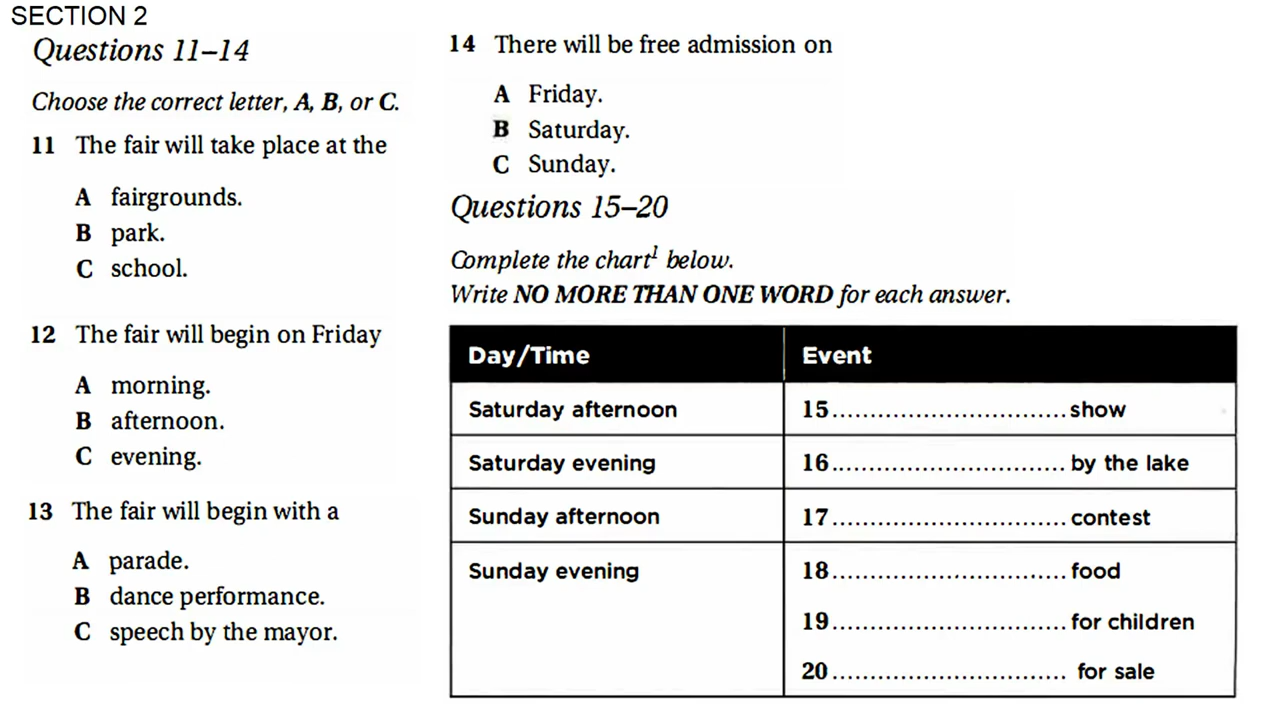 SECTION 2
Questions 11–14
Choose the correct letter, A, B, or C.
11 The fair will take place at the
A fairgrounds.
B park.
C school.
12 The fair will begin on Friday
A morning.
B afternoon.
C evening.
13 The fair will begin with a
A parade.
B dance performance.
C speech by the mayor.
14 There will be free admission on
A Friday.
B Saturday.
C Sunday.
Questions 15–20
Complete the chart¹ below.
Write NO MORE THAN ONE WORD for each answer.
Day/Time Event
Saturday afternoon 15............................... show
Saturday evening 16............................... by the lake
Sunday afternoon 17............................... contest
Sunday evening 18............................... food
19............................... for children
20............................... for sale